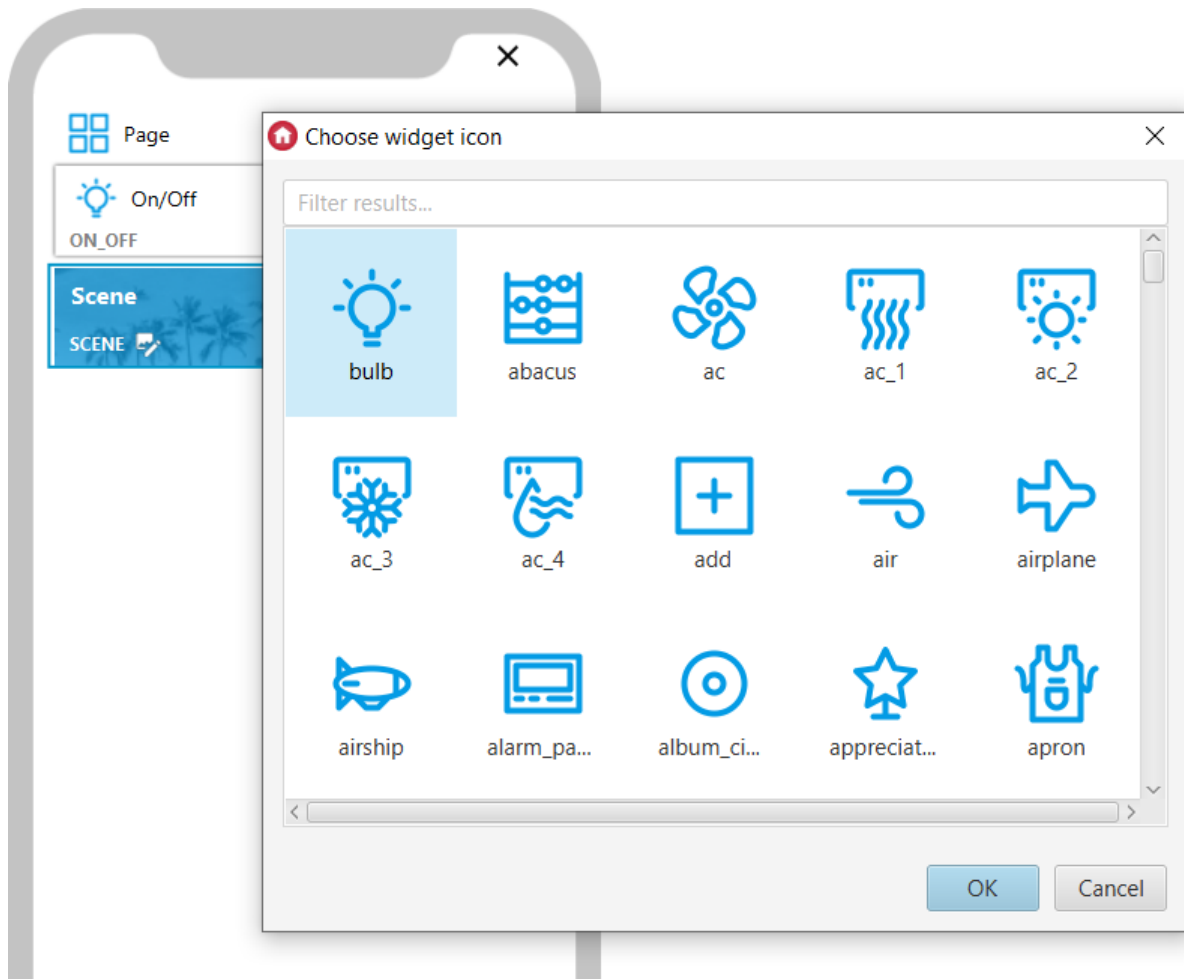 Page
On/Off
ON_OFF
Scene
SCENE
Choose widget icon
Filter results...
bulb abacus ac ac_1 ac_2
ac_3 ac_4 add air airplane
airship alarm_pa... album_ci... appreciat... apron
OK Cancel